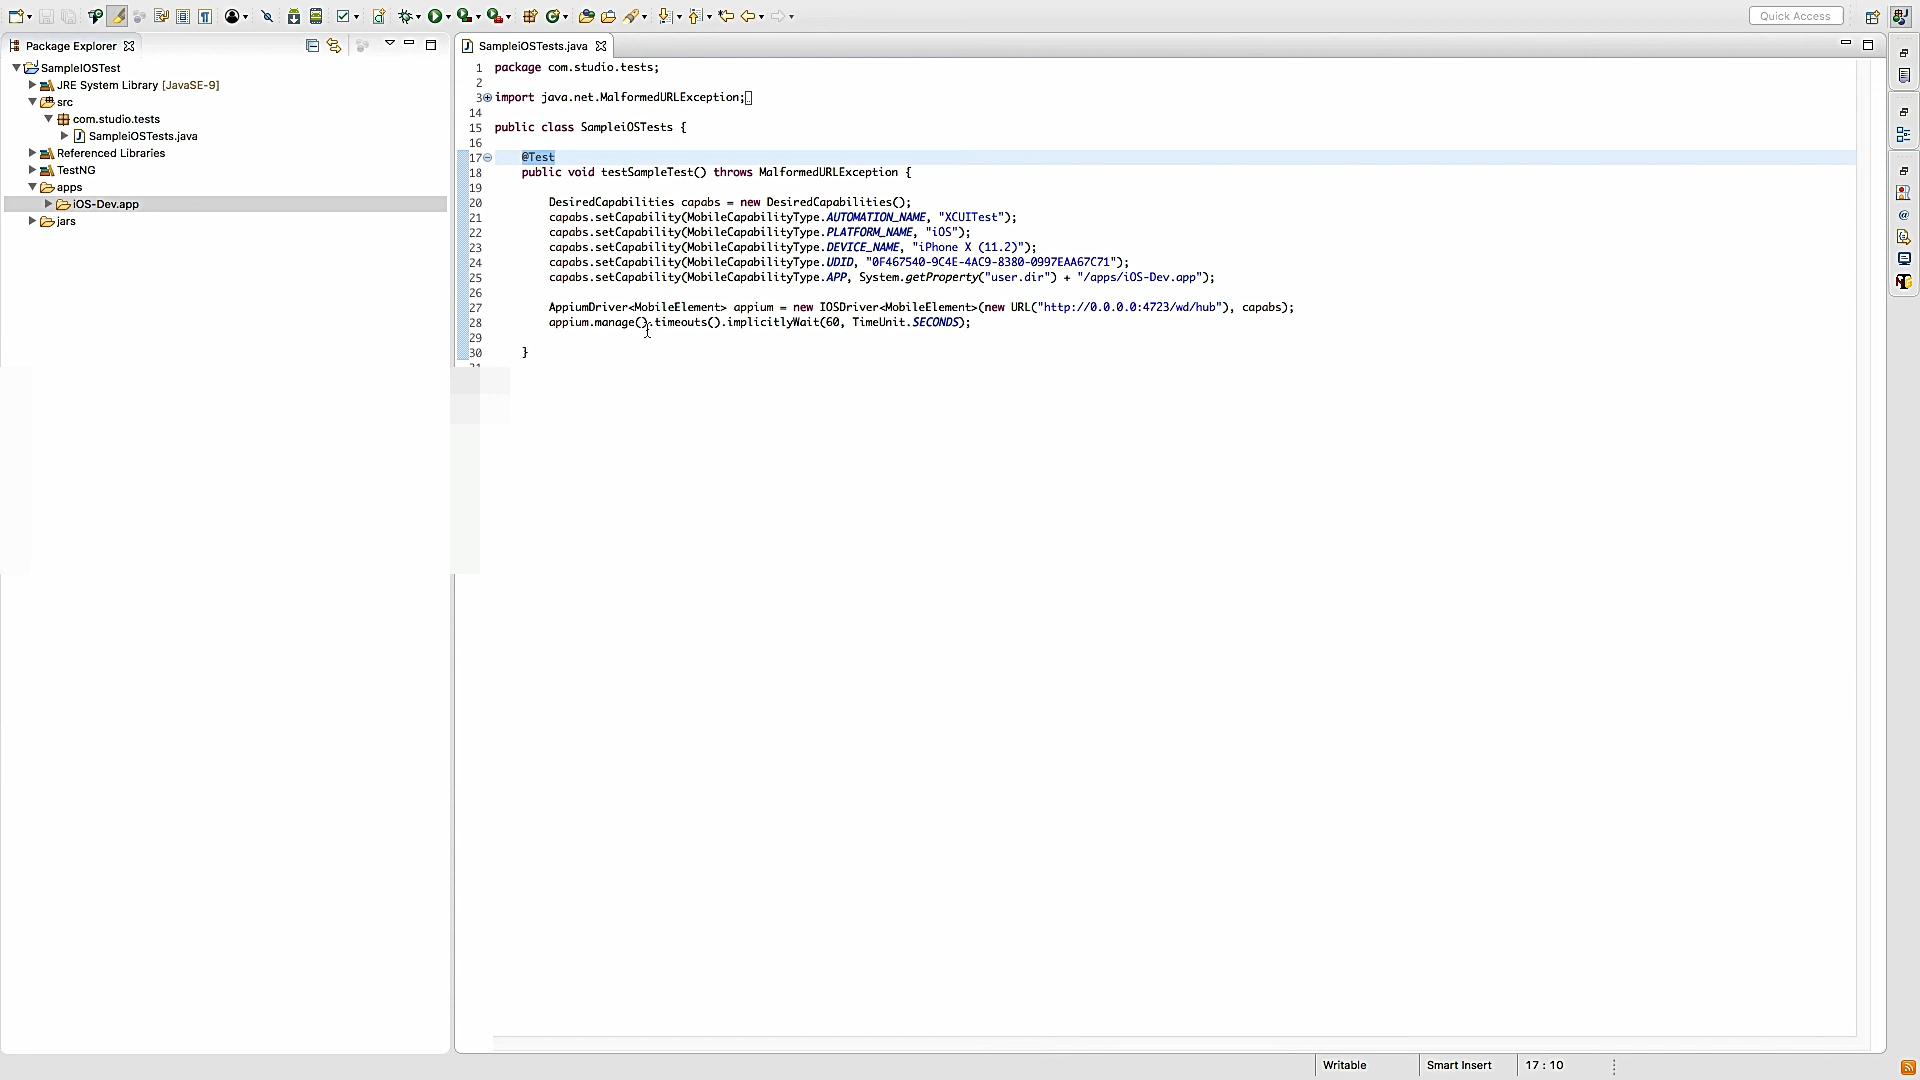 Quick Access
Package Explorer
SampleIOSTest
JRE System Library [JavaSE-9]
src
com.studio.tests
SampleiOSTests.java
Referenced Libraries
TestNG
apps
iOS-Dev.app
jars
SampleiOSTests.java
1 package com.studio.tests;
2
3 import java.net.MalformedURLException;
14
15 public class SampleiOSTests {
16
17 @Test
18 public void testSampleTest() throws MalformedURLException {
19
20 DesiredCapabilities capabs = new DesiredCapabilities();
21 capabs.setCapability(MobileCapabilityType.AUTOMATION_NAME, "XCUITest");
22 capabs.setCapability(MobileCapabilityType.PLATFORM_NAME, "iOS");
23 capabs.setCapability(MobileCapabilityType.DEVICE_NAME, "iPhone X (11.2)");
24 capabs.setCapability(MobileCapabilityType.UDID, "0F467540-9C4E-4AC9-8380-0997EAA67C71");
25 capabs.setCapability(MobileCapabilityType.APP, System.getProperty("user.dir") + "/apps/iOS-Dev.app");
26
27 AppiumDriver<MobileElement> appium = new IOSDriver<MobileElement>(new URL("http://0.0.0.0:4723/wd/hub"), capabs);
28 appium.manage().timeouts().implicitlyWait(60, TimeUnit.SECONDS);
29
30 }
Writable
Smart Insert
17 : 10